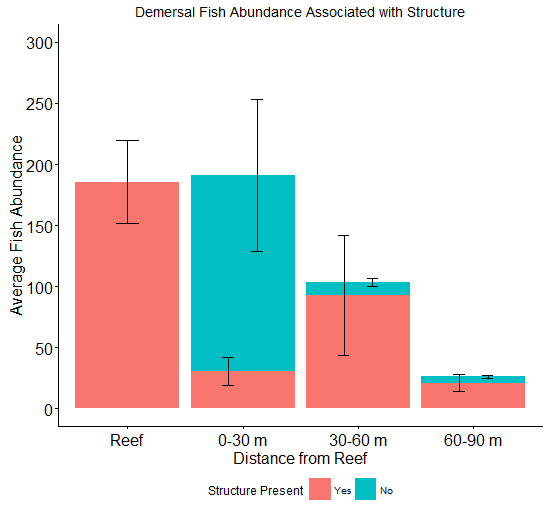 Demersal Fish Abundance Associated with Structure
300
250
200
150
100
50
0
Average Fish Abundance
Reef 0-30 m 30-60 m 60-90 m
Distance from Reef
Structure Present Yes No